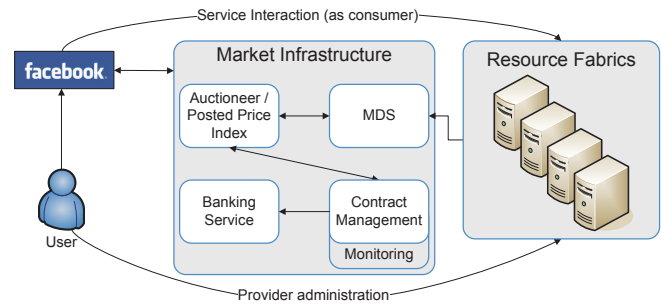 Service Interaction (as consumer)
facebook.
Market Infrastructure
Resource Fabrics
Auctioneer /
Posted Price
Index
MDS
Banking
Service
Contract
Management
Monitoring
User
Provider administration